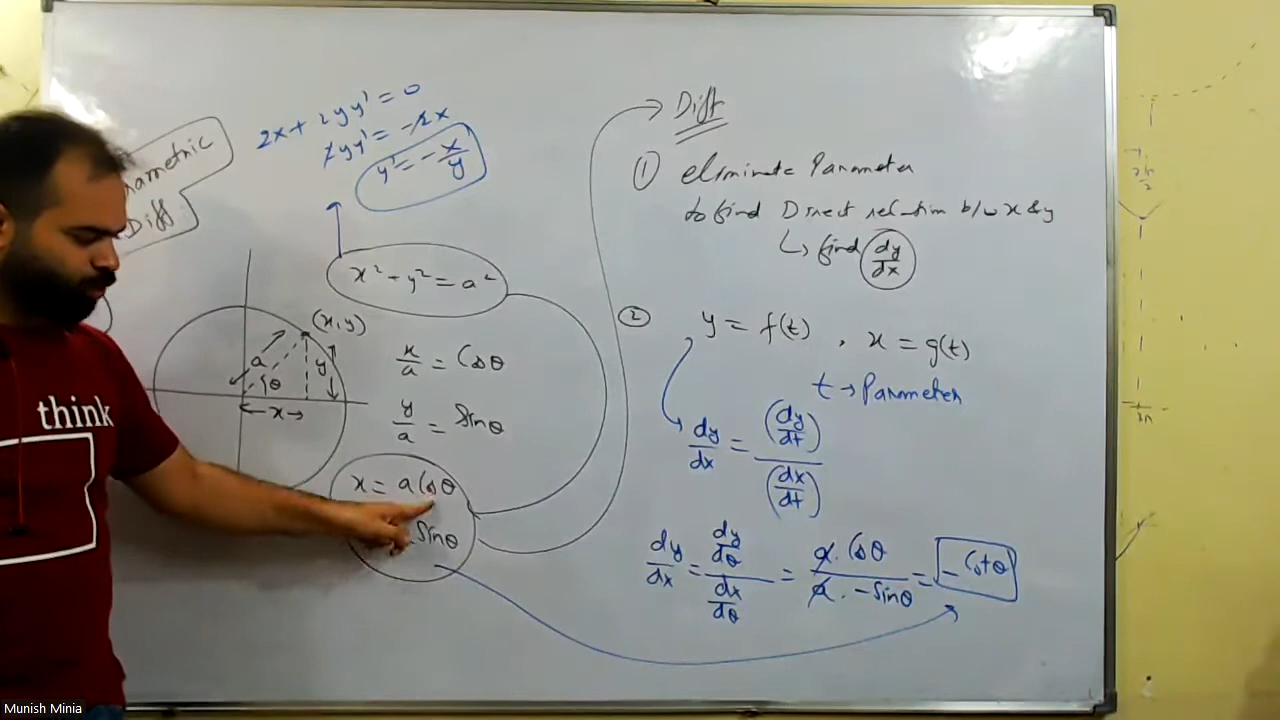 rametric
Diff
2x + 2yy' = 0
2yy' = -2x
y' = -x/y
x² + y² = a²
(x, y)
a
θ
y
x
x/a = Cosθ
y/a = Sinθ
x = a Cosθ
Sinθ
think
Diff
① eliminate Parameter
to find Direct relation b/w x & y
↳ find dy/dx
② y = f(t) , x = g(t)
t → Parameter
dy/dx = (dy/dt)/(dx/dt)
dy/dx = (dy/dθ)/(dx/dθ) = (a. Cosθ)/(a. -Sinθ) = -Cotθ
Munish Minia